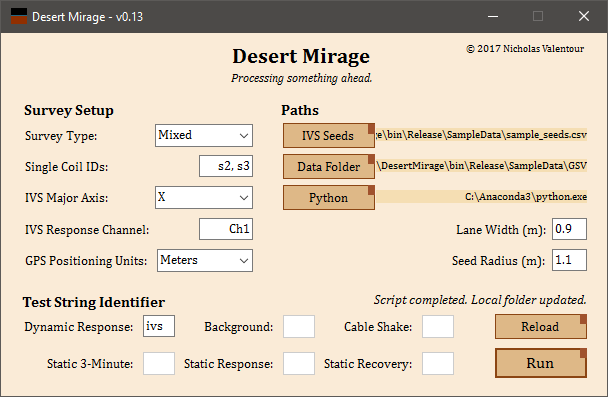 Desert Mirage - v0.13
Desert Mirage
© 2017 Nicholas Valentour
Processing something ahead.
Survey Setup
Paths
Survey Type: Mixed
IVS Seeds e\bin\Release\SampleData\sample_seeds.csv
Single Coil IDs: s2, s3
Data Folder \DesertMirage\bin\Release\SampleData\GSV
IVS Major Axis: X
Python C:\Anaconda3\python.exe
IVS Response Channel: Ch1
Lane Width (m): 0.9
GPS Positioning Units: Meters
Seed Radius (m): 1.1
Test String Identifier
Script completed. Local folder updated.
Dynamic Response: ivs Background: Cable Shake: Reload
Static 3-Minute: Static Response: Static Recovery: Run